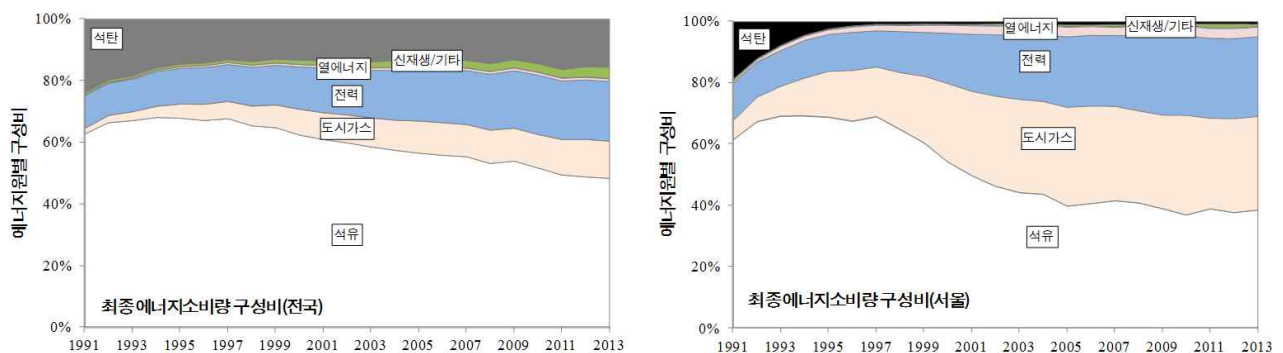 100%
80%
60%
40%
20%
0%
에너지원별 구성비
석탄
열에너지
신재생/기타
전력
도시가스
석유
최종에너지소비량 구성비(전국)
1991 1993 1995 1997 1999 2001 2003 2005 2007 2009 2011 2013
100%
80%
60%
40%
20%
0%
에너지원별 구성비
석탄
열에너지
신재생/기타
전력
도시가스
석유
최종에너지소비량 구성비(서울)
1991 1993 1995 1997 1999 2001 2003 2005 2007 2009 2011 2013